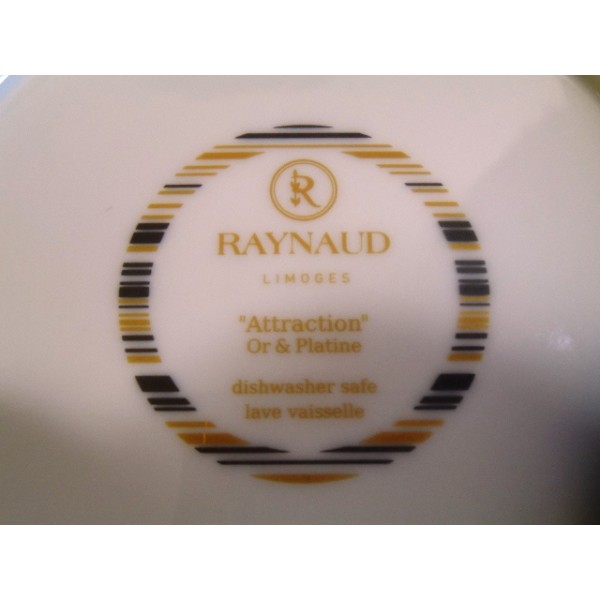 R
RAYNAUD
LIMOGES
"Attraction"
Or & Platine
dishwasher safe
lave vaisselle